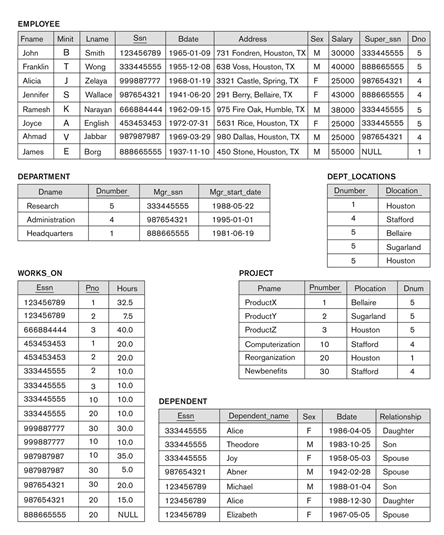 EMPLOYEE
Fname Minit Lname Ssn Bdate Address Sex Salary Super_ssn Dno
John B Smith 123456789 1965-01-09 731 Fondren, Houston, TX M 30000 333445555 5
Franklin T Wong 333445555 1955-12-08 638 Voss, Houston, TX M 40000 888665555 5
Alicia J Zelaya 999887777 1968-01-19 3321 Castle, Spring, TX F 25000 987654321 4
Jennifer S Wallace 987654321 1941-06-20 291 Berry, Bellaire, TX F 43000 888665555 4
Ramesh K Narayan 666884444 1962-09-15 975 Fire Oak, Humble, TX M 38000 333445555 5
Joyce A English 453453453 1972-07-31 5631 Rice, Houston, TX F 25000 333445555 5
Ahmad V Jabbar 987987987 1969-03-29 980 Dallas, Houston, TX M 25000 987654321 4
James E Borg 888665555 1937-11-10 450 Stone, Houston, TX M 55000 NULL 1
DEPARTMENT
Dname Dnumber Mgr_ssn Mgr_start_date
Research 5 333445555 1988-05-22
Administration 4 987654321 1995-01-01
Headquarters 1 888665555 1981-06-19
DEPT_LOCATIONS
Dnumber Dlocation
1 Houston
4 Stafford
5 Bellaire
5 Sugarland
5 Houston
WORKS_ON
Essn Pno Hours
123456789 1 32.5
123456789 2 7.5
666884444 3 40.0
453453453 1 20.0
453453453 2 20.0
333445555 2 10.0
333445555 3 10.0
333445555 10 10.0
333445555 20 10.0
999887777 30 30.0
999887777 10 10.0
987987987 10 35.0
987987987 30 5.0
987654321 30 20.0
987654321 20 15.0
888665555 20 NULL
PROJECT
Pname Pnumber Plocation Dnum
ProductX 1 Bellaire 5
ProductY 2 Sugarland 5
ProductZ 3 Houston 5
Computerization 10 Stafford 4
Reorganization 20 Houston 1
Newbenefits 30 Stafford 4
DEPENDENT
Essn Dependent_name Sex Bdate Relationship
333445555 Alice F 1986-04-05 Daughter
333445555 Theodore M 1983-10-25 Son
333445555 Joy F 1958-05-03 Spouse
987654321 Abner M 1942-02-28 Spouse
123456789 Michael M 1988-01-04 Son
123456789 Alice F 1988-12-30 Daughter
123456789 Elizabeth F 1967-05-05 Spouse